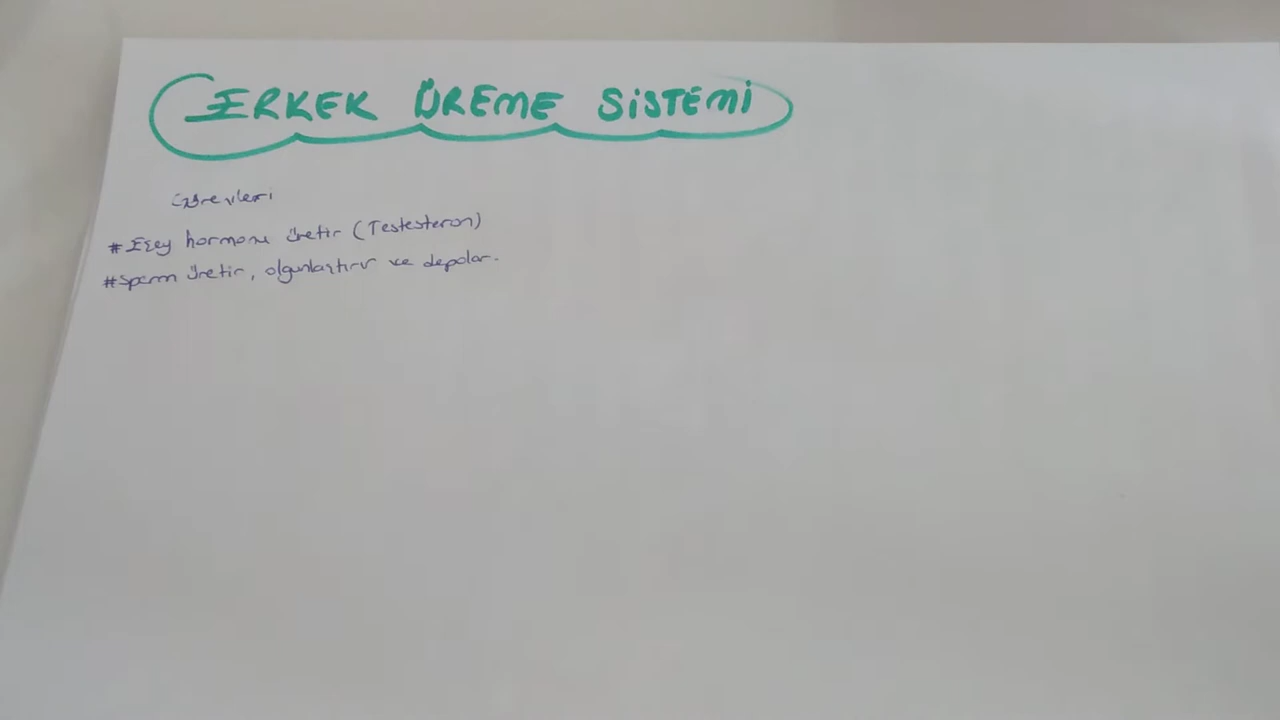 ERKEK ÜREME SİSTEMİ
Görevleri
#Eşey hormonu üretir (Testesteron)
#Sperm üretir, olgunlaştırır ve depolar.